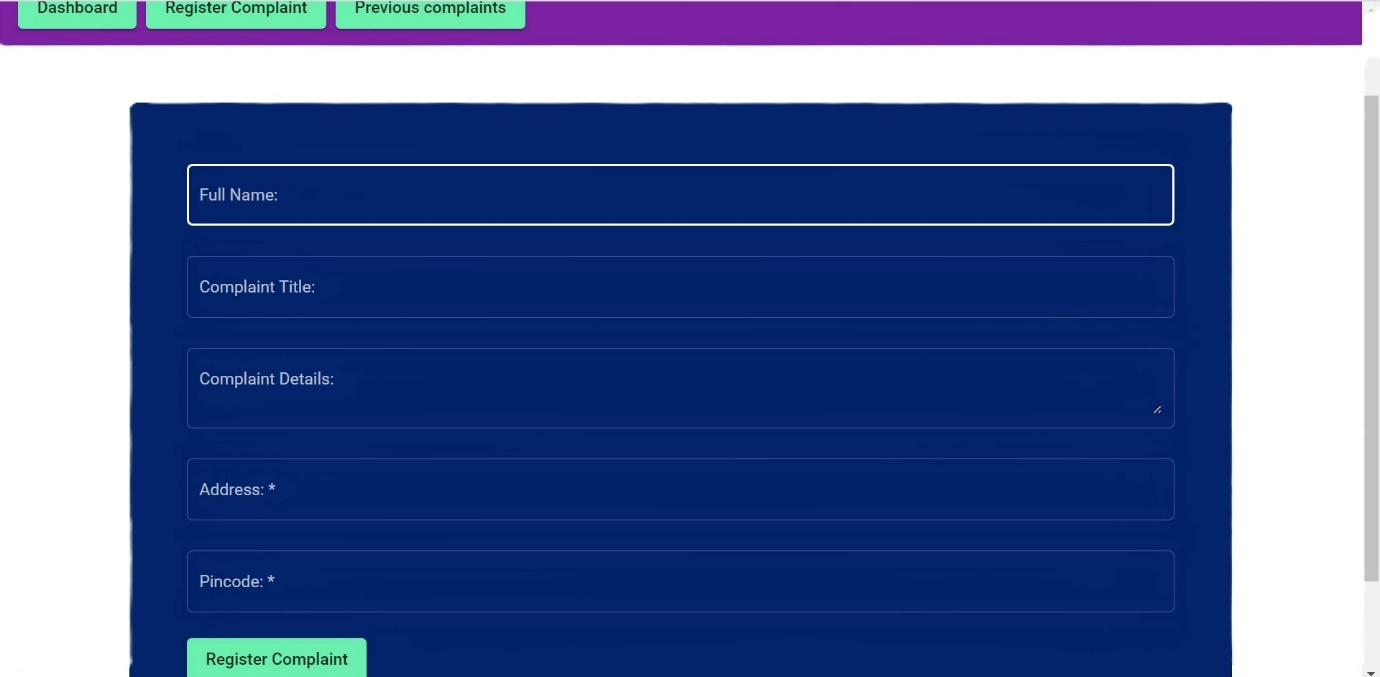 Dashboard Register Complaint Previous complaints
Full Name:
Complaint Title:
Complaint Details:
Address: *
Pincode: *
Register Complaint